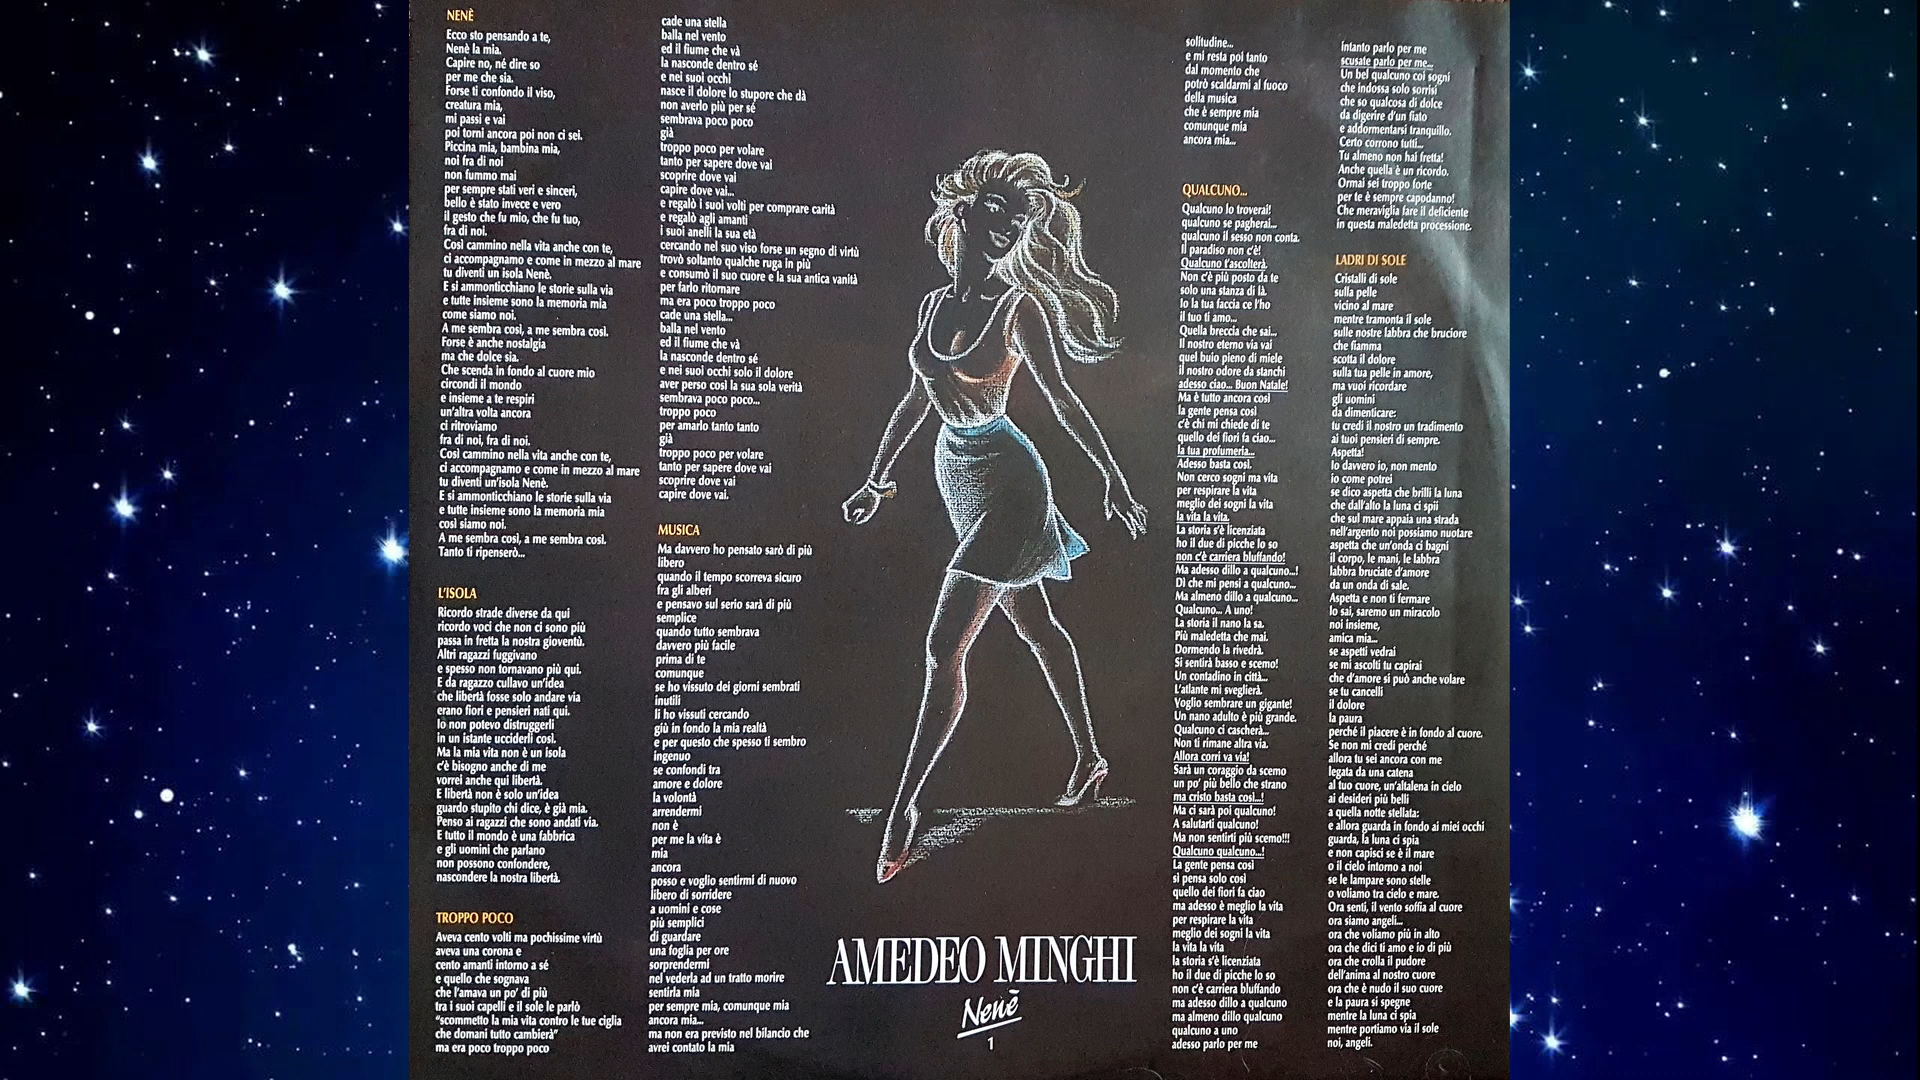 NENÈ
Ecco sto pensando a te,
Nenè la mia.
Capire no, né dire so
per me che sia.
Forse ti confondo il viso,
creatura mia,
mi passi e vai
poi torni ancora poi non ci sei.
Piccina mia, bambina mia,
noi fra di noi
non fummo mai
per sempre stati veri e sinceri,
bello è stato invece e vero
il gesto che fu mio, che fu tuo,
fra di noi.
Così cammino nella vita anche con te,
ci accompagnamo e come in mezzo al mare
tu diventi un isola Nenè.
E si ammonticchiano le storie sulla via
e tutte insieme sono la memoria mia
come siamo noi.
A me sembra così, a me sembra così.
Forse è anche nostalgia
ma che dolce sia.
Che scenda in fondo al cuore mio
circondi il mondo
e insieme a te respiri
un'altra volta ancora
ci ritroviamo
fra di noi, fra di noi.
Così cammino nella vita anche con te,
ci accompagnamo e come in mezzo al mare
tu diventi un'isola Nenè.
E si ammonticchiano le storie sulla via
e tutte insieme sono la memoria mia
così siamo noi.
A me sembra così, a me sembra così.
Tanto ti ripenserò...
L'ISOLA
Ricordo strade diverse da qui
ricordo voci che non ci sono più
passa in fretta la nostra gioventù.
Altri ragazzi fuggivano
e spesso non tornavano più qui.
E da ragazzo cullavo un'idea
che libertà fosse solo andare via
erano fiori e pensieri nati qui.
Io non potevo distruggerli
in un istante ucciderli così.
Ma la mia vita non è un isola
c'è bisogno anche di me
vorrei anche qui libertà.
E libertà non è solo un'idea
guardo stupito chi dice, è già mia.
Penso ai ragazzi che sono andati via.
E tutto il mondo è una fabbrica
e gli uomini che parlano
non possono confondere,
nascondere la nostra libertà.
TROPPO POCO
Aveva cento volti ma pochissime virtù
aveva una corona e
cento amanti intorno a sé
e quello che sognava
che l'amava un po' di più
tra i suoi capelli e il sole le parlò
"scommetto la mia vita contro le tue ciglia
che domani tutto cambierà"
ma era poco troppo poco
cade una stella
balla nel vento
ed il fiume che và
la nasconde dentro sé
e nei suoi occhi
nasce il dolore lo stupore che dà
non averlo più per sé
sembrava poco poco
già
troppo poco per volare
tanto per sapere dove vai
scoprire dove vai
capire dove vai...
e regalò i suoi volti per comprare carità
e regalò agli amanti
i suoi anelli la sua età
cercando nel suo viso forse un segno di virtù
trovò soltanto qualche ruga in più
e consumò il suo cuore e la sua antica vanità
per farlo ritornare
ma era poco troppo poco
cade una stella...
balla nel vento
ed il fiume che và
la nasconde dentro sé
e nei suoi occhi solo il dolore
aver perso così la sua sola verità
sembrava poco poco...
troppo poco
per amarlo tanto tanto
già
troppo poco per volare
tanto per sapere dove vai
scoprire dove vai
capire dove vai.
MUSICA
Ma davvero ho pensato sarò di più
libero
quando il tempo scorreva sicuro
fra gli alberi
e pensavo sul serio sarà di più
semplice
quando tutto sembrava
davvero più facile
prima di te
comunque
se ho vissuto dei giorni sembrati
inutili
li ho vissuti cercando
giù in fondo la mia realtà
e per questo che spesso ti sembro
ingenuo
se confondi tra
amore e dolore
la volontà
arrendermi
non è
per me la vita è
mia
ancora
posso e voglio sentirmi di nuovo
libero di sorridere
a uomini e cose
più semplici
di guardare
una foglia per ore
sorprendermi
nel vederla ad un tratto morire
sentirla mia
per sempre mia, comunque mia
ancora mia...
ma non era previsto nel bilancio che
avrei contato la mia
AMEDEO MINGHI
Nenè
1
solitudine...
e mi resta poi tanto
dal momento che
potrò scaldarmi al fuoco
della musica
che è sempre mia
comunque mia
ancora mia...
QUALCUNO...
Qualcuno lo troverai!
qualcuno se pagherai...
qualcuno il sesso non conta.
Il paradiso non c'è!
Qualcuno t'ascolterà.
Non c'è più posto da te
solo una stanza di là.
Io la tua faccia ce l'ho
il tuo ti amo...
Quella breccia che sai...
Il nostro eterno via vai
quel buio pieno di miele
il nostro odore da stanchi
adesso ciao... Buon Natale!
Ma è tutto ancora così
la gente pensa così
c'è chi mi chiede di te
quello dei fiori fa ciao...
la tua profumeria...
Adesso basta così.
Non cerco sogni ma vita
per respirare la vita
meglio dei sogni la vita
la vita la vita.
La storia s'è licenziata
ho il due di picche lo so
non c'è carriera bluffando!
Ma adesso dillo a qualcuno...!
Dì che mi pensi a qualcuno...
Ma almeno dillo a qualcuno...
Qualcuno... A uno!
La storia il nano la sa.
Più maledetta che mai.
Dormendo la rivedrà.
Si sentirà basso e scemo!
Un contadino in città...
L'atlante mi sveglierà.
Voglio sembrare un gigante!
Un nano adulto è più grande.
Qualcuno ci cascherà...
Non ti rimane altra via.
Allora corri va via!
Sarà un coraggio da scemo
un po' più bello che strano
ma cristo basta così...!
Ma ci sarà poi qualcuno!
A salutarti qualcuno!
Ma non sentirti più scemo!!!
Qualcuno qualcuno...!
La gente pensa così
si pensa solo così
quello dei fiori fa ciao
ma adesso è meglio la vita
per respirare la vita
meglio dei sogni la vita
la vita la vita
la storia s'è licenziata
ho il due di picche lo so
non c'è carriera bluffando
ma adesso dillo a qualcuno
ma almeno dillo qualcuno
qualcuno a uno
adesso parlo per me
intanto parlo per me
scusate parlo per me...
Un bel qualcuno coi sogni
che indossa solo sorrisi
che so qualcosa di dolce
da digerire d'un fiato
e addormentarsi tranquillo.
Certo corrono tutti...
Tu almeno non hai fretta!
Anche quella è un ricordo.
Ormai sei troppo forte
per te è sempre capodanno!
Che meraviglia fare il deficiente
in questa maledetta processione.
LADRI DI SOLE
Cristalli di sole
sulla pelle
vicino al mare
mentre tramonta il sole
sulle nostre labbra che bruciore
che fiamma
scotta il dolore
sulla tua pelle in amore,
ma vuoi ricordare
gli uomini
da dimenticare:
tu credi il nostro un tradimento
ai tuoi pensieri di sempre.
Aspetta!
Io davvero io, non mento
io come potrei
se dico aspetta che brilli la luna
che dall'alto la luna ci spii
che sul mare appaia una strada
nell'argento noi possiamo nuotare
aspetta che un'onda ci bagni
il corpo, le mani, le labbra
labbra bruciate d'amore
da un onda di sale.
Aspetta e non ti fermare
lo sai, saremo un miracolo
noi insieme,
amica mia...
se aspetti vedrai
se mi ascolti tu capirai
che d'amore si può anche volare
se tu cancelli
il dolore
la paura
perché il piacere è in fondo al cuore.
Se non mi credi perché
allora tu sei ancora con me
legata da una catena
al tuo cuore, un'altalena in cielo
ai desideri più belli
a quella notte stellata:
e allora guarda in fondo ai miei occhi
guarda, la luna ci spia
e non capisci se è il mare
o il cielo intorno a noi
se le lampare sono stelle
o voliamo tra cielo e mare.
Ora senti, il vento soffia al cuore
ora siamo angeli...
ora che voliamo più in alto
ora che dici ti amo e io di più
ora che crolla il pudore
dell'anima al nostro cuore
ora che è nudo il suo cuore
e la paura si spegne
mentre la luna ci spia
mentre portiamo via il sole
noi, angeli.